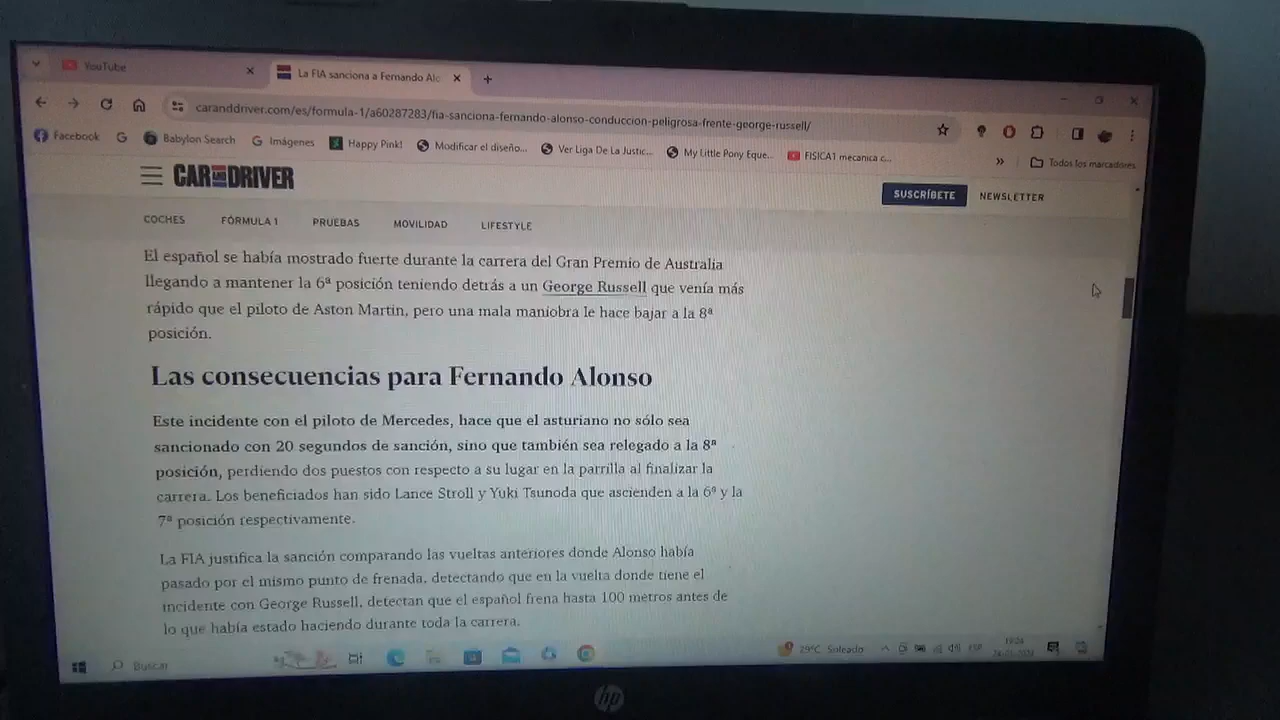 YouTube
La FIA sanciona a Fernando Alo
caranddriver.com/es/formula-1/a60287283/fia-sanciona-fernando-alonso-conduccion-peligrosa-frente-george-russell/
Facebook Babylon Search Imágenes Happy Pink! Modificar el diseño... Ver Liga De La Justic... My Little Pony Eque... FISICA1 mecanica c... » Todos los marcadores
CAR AND DRIVER
SUSCRÍBETE NEWSLETTER
COCHES FÓRMULA 1 PRUEBAS MOVILIDAD LIFESTYLE
El español se había mostrado fuerte durante la carrera del Gran Premio de Australia
llegando a mantener la 6ª posición teniendo detrás a un George Russell que venía más
rápido que el piloto de Aston Martin, pero una mala maniobra le hace bajar a la 8ª
posición.
Las consecuencias para Fernando Alonso
Este incidente con el piloto de Mercedes, hace que el asturiano no sólo sea
sancionado con 20 segundos de sanción, sino que también sea relegado a la 8ª
posición, perdiendo dos puestos con respecto a su lugar en la parrilla al finalizar la
carrera. Los beneficiados han sido Lance Stroll y Yuki Tsunoda que ascienden a la 6ª y la
7ª posición respectivamente.
La FIA justifica la sanción comparando las vueltas anteriores donde Alonso había
pasado por el mismo punto de frenada, detectando que en la vuelta donde tiene el
incidente con George Russell, detectan que el español frena hasta 100 metros antes de
lo que había estado haciendo durante toda la carrera.
Buscar
29°C Soleado
ESP
hp